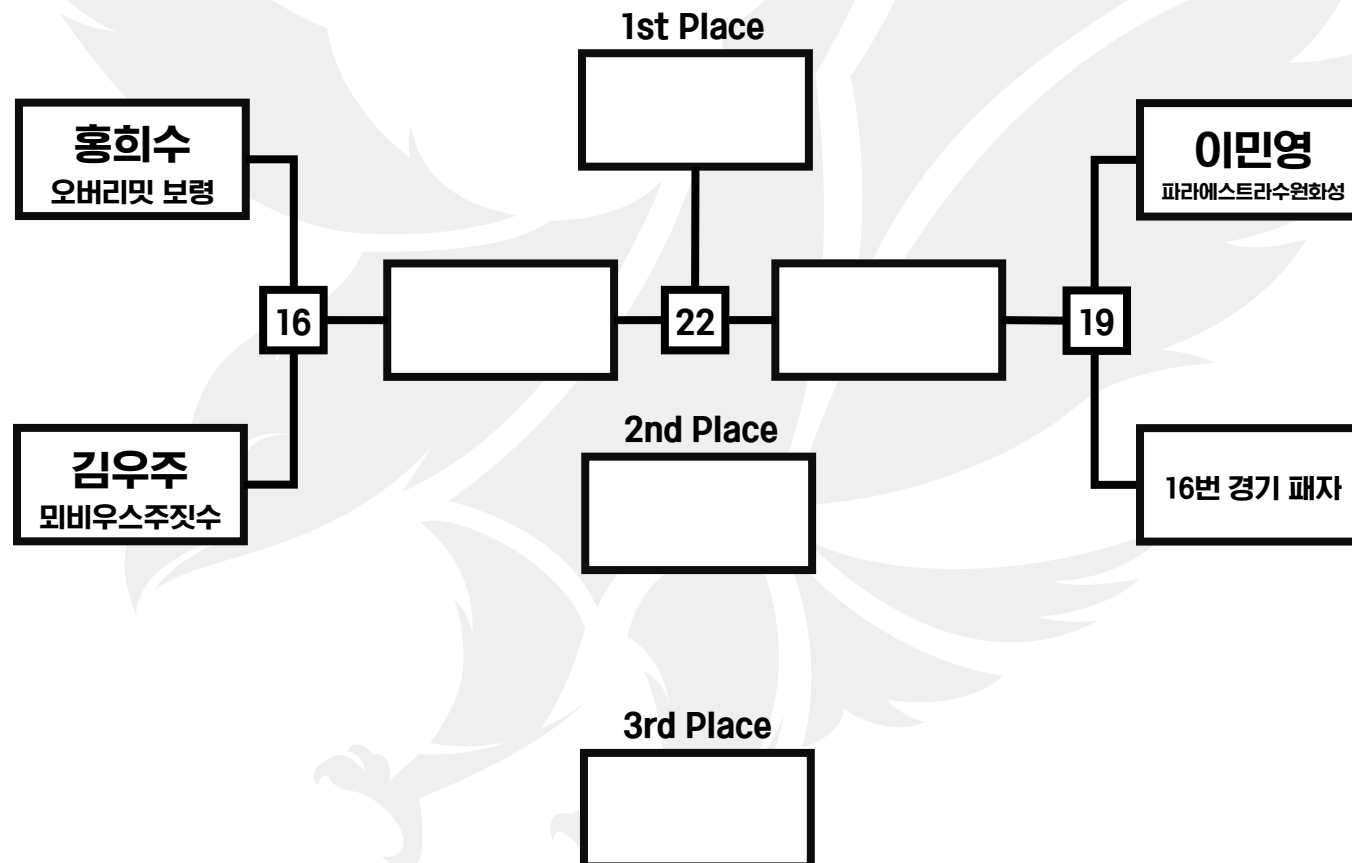 1st Place
홍희수
오버리밋 보령
이민영
파라에스트라수원화성
16
22
19
2nd Place
김우주
뫼비우스주짓수
16번 경기 패자
3rd Place